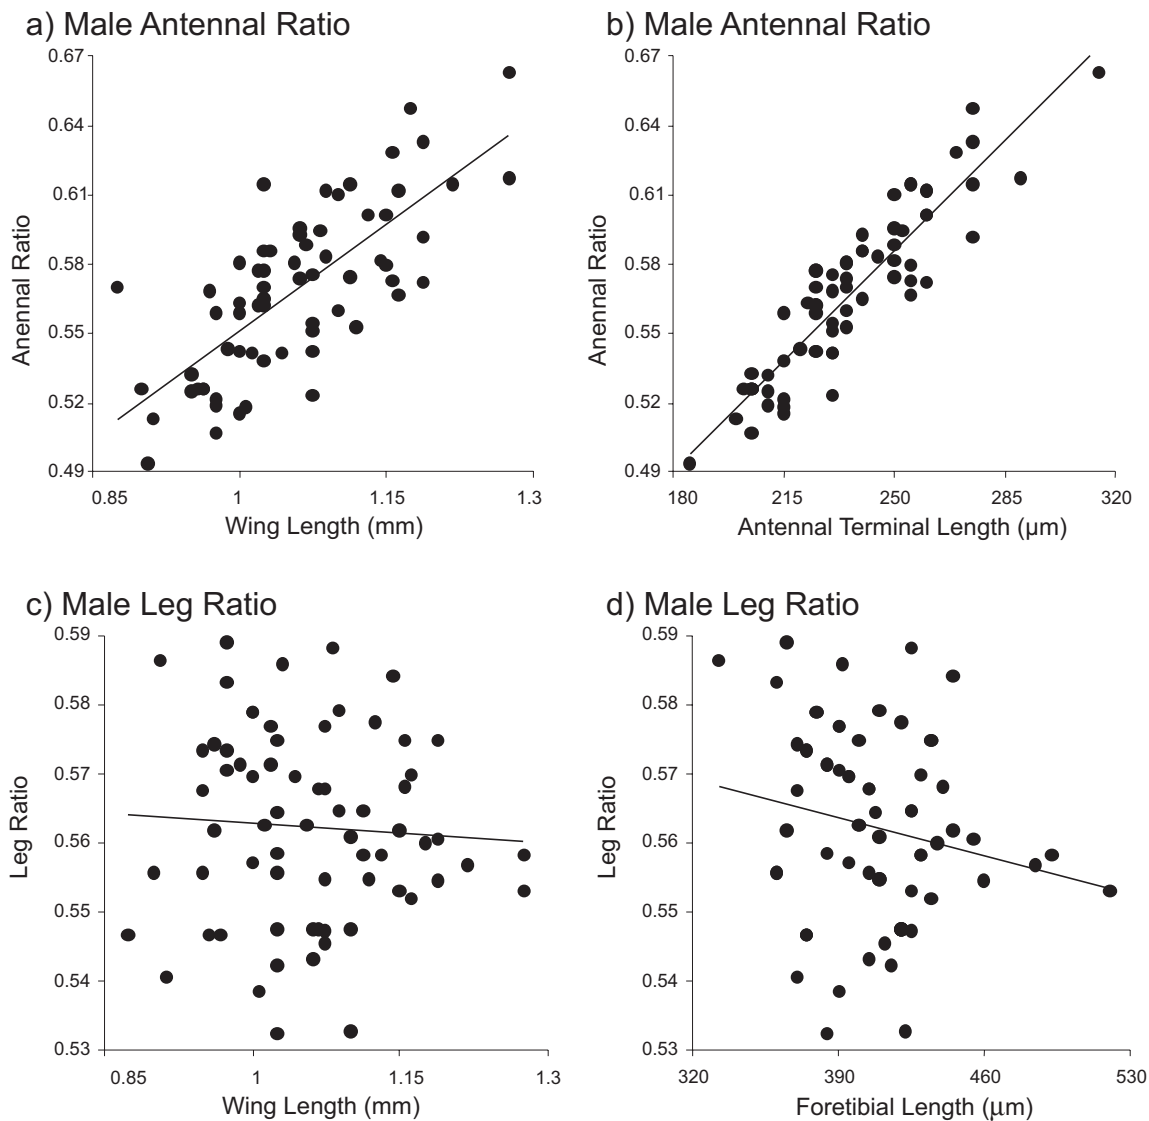 a) Male Antennal Ratio
0.67
0.64
0.61
0.58
0.55
0.52
0.49
Anennal Ratio
0.85 1 1.15 1.3
Wing Length (mm)
b) Male Antennal Ratio
0.67
0.64
0.61
0.58
0.55
0.52
0.49
Anennal Ratio
180 215 250 285 320
Antennal Terminal Length (μm)
c) Male Leg Ratio
0.59
0.58
0.57
0.56
0.55
0.54
0.53
Leg Ratio
0.85 1 1.15 1.3
Wing Length (mm)
d) Male Leg Ratio
0.59
0.58
0.57
0.56
0.55
0.54
0.53
Leg Ratio
320 390 460 530
Foretibial Length (μm)